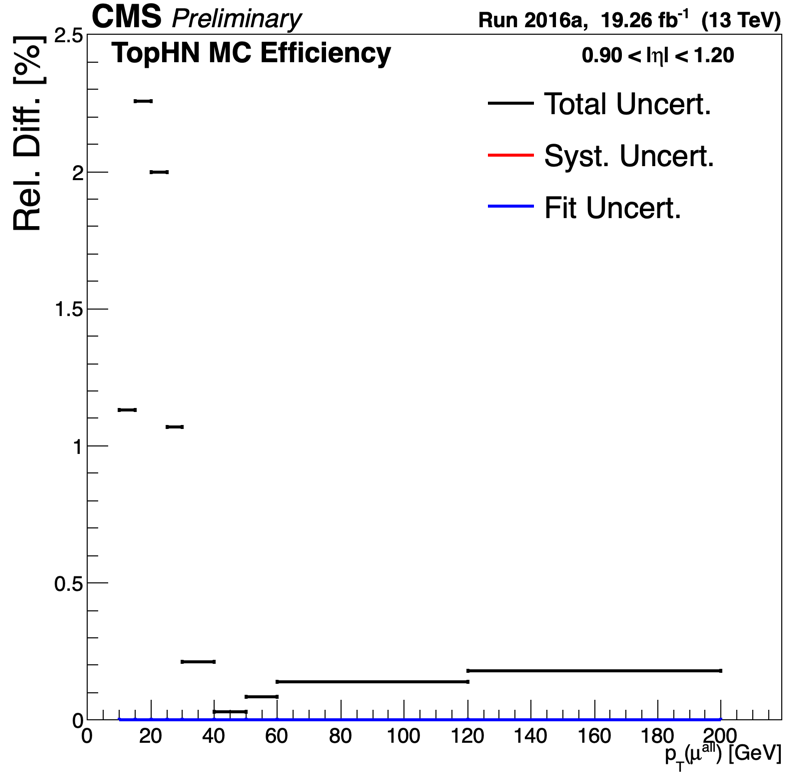 CMS Preliminary Run 2016a, 19.26 fb⁻¹ (13 TeV)
TopHN MC Efficiency 0.90 < |η| < 1.20
Total Uncert.
Syst. Uncert.
Fit Uncert.
Rel. Diff. [%]
2.5
2
1.5
1
0.5
0
0 20 40 60 80 100 120 140 160 180 200
p_T(μ^all) [GeV]